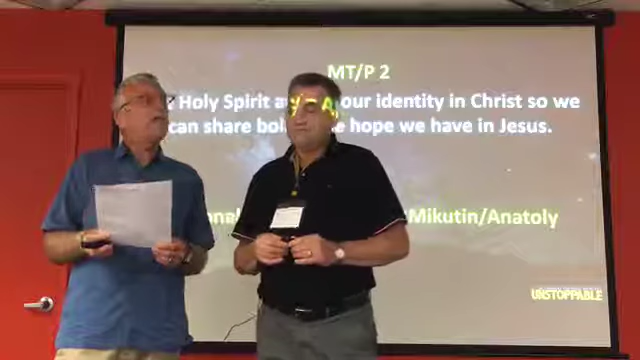 MT/P 2
Holy Spirit our identity in Christ so we
can share hope we have in Jesus.
Mikutin/Anatoly
UNSTOPPABLE